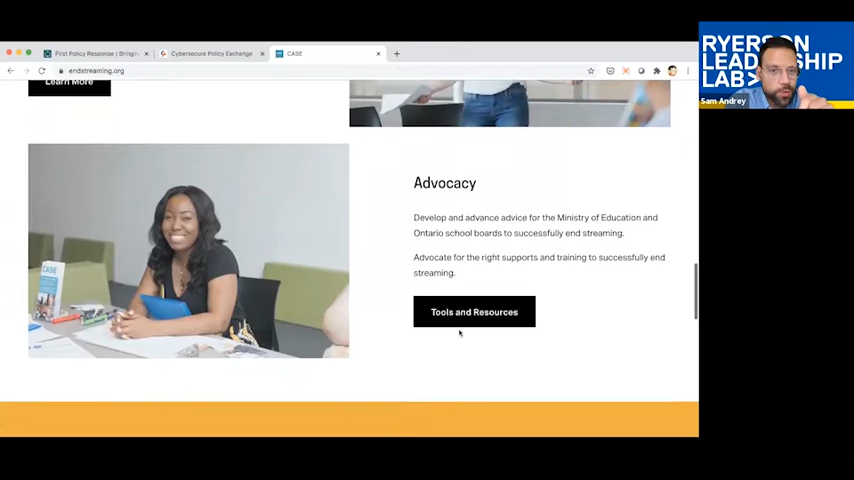 First Policy Response | Bringin
Cybersecure Policy Exchange
CASE
endstreaming.org
Learn More
Advocacy
Develop and advance advice for the Ministry of Education and
Ontario school boards to successfully end streaming.
Advocate for the right supports and training to successfully end
streaming.
Tools and Resources
CASE
RYERSON
LEADERSHIP
LAB>
Sam Andrey